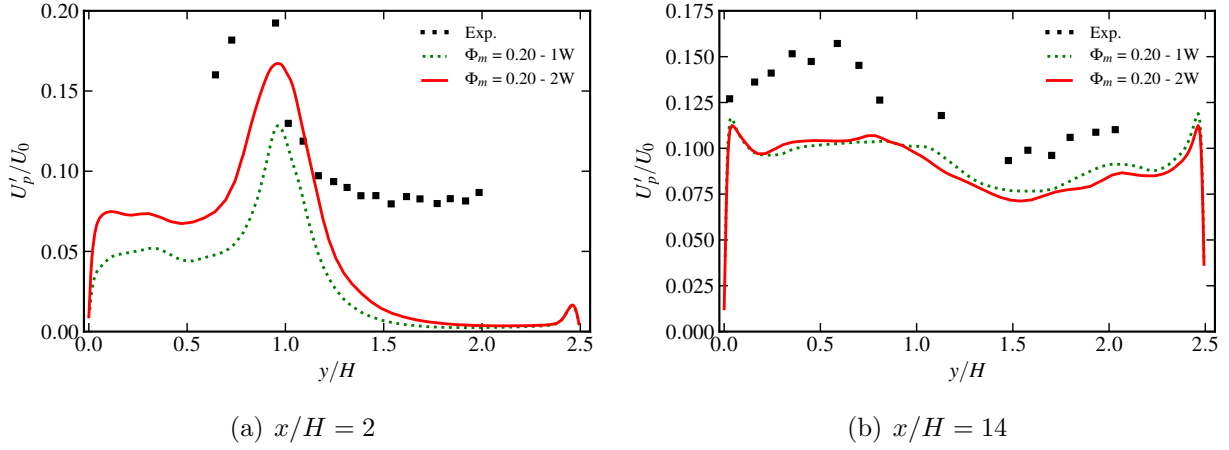 0.20
0.15
0.10
0.05
0.00
U′p/U0
Exp.
Φm = 0.20 - 1W
Φm = 0.20 - 2W
0.0 0.5 1.0 1.5 2.0 2.5
y/H
(a) x/H = 2
0.175
0.150
0.125
0.100
0.075
0.050
0.025
0.000
U′p/U0
Exp.
Φm = 0.20 - 1W
Φm = 0.20 - 2W
0.0 0.5 1.0 1.5 2.0 2.5
y/H
(b) x/H = 14